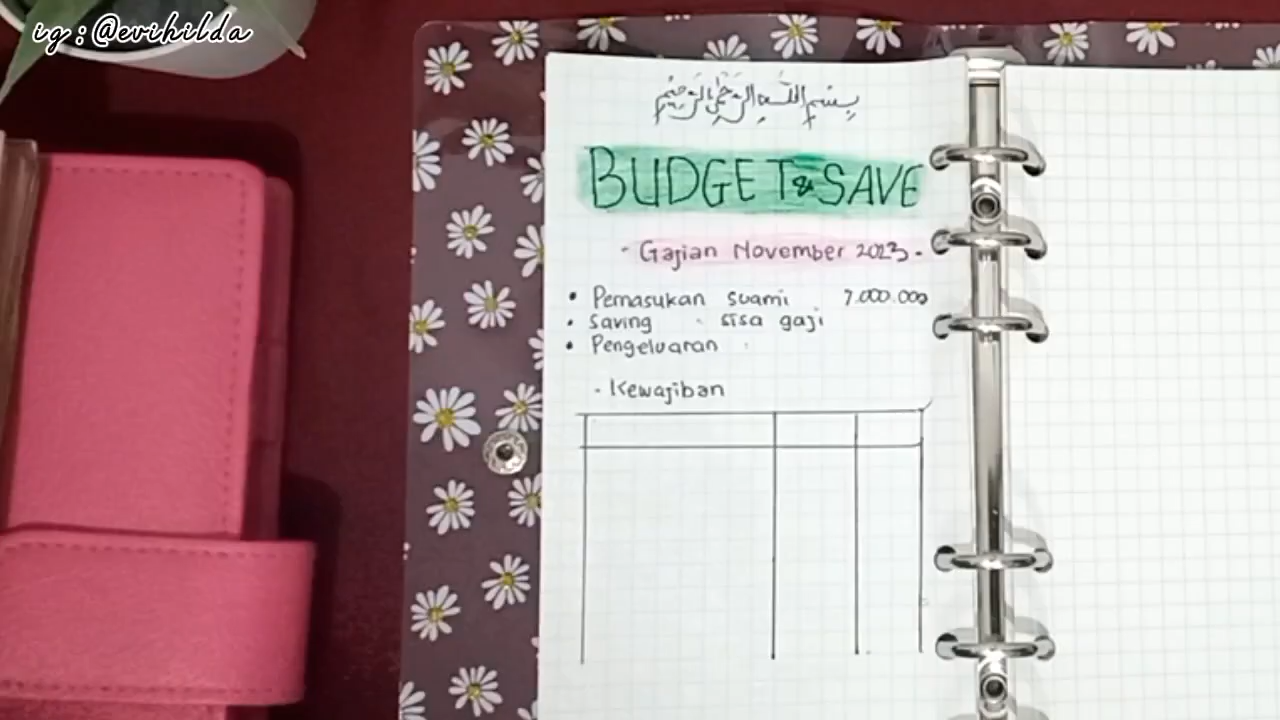 ig : @evihilda
بِسْمِ اللَّهِ الرَّحْمَٰنِ الرَّحِيْمِ
BUDGET & SAVE
- Gajian November 2023 -
• Pemasukan suami 7.000.000
• saving : sisa gaji
• Pengeluaran :
- Kewajiban